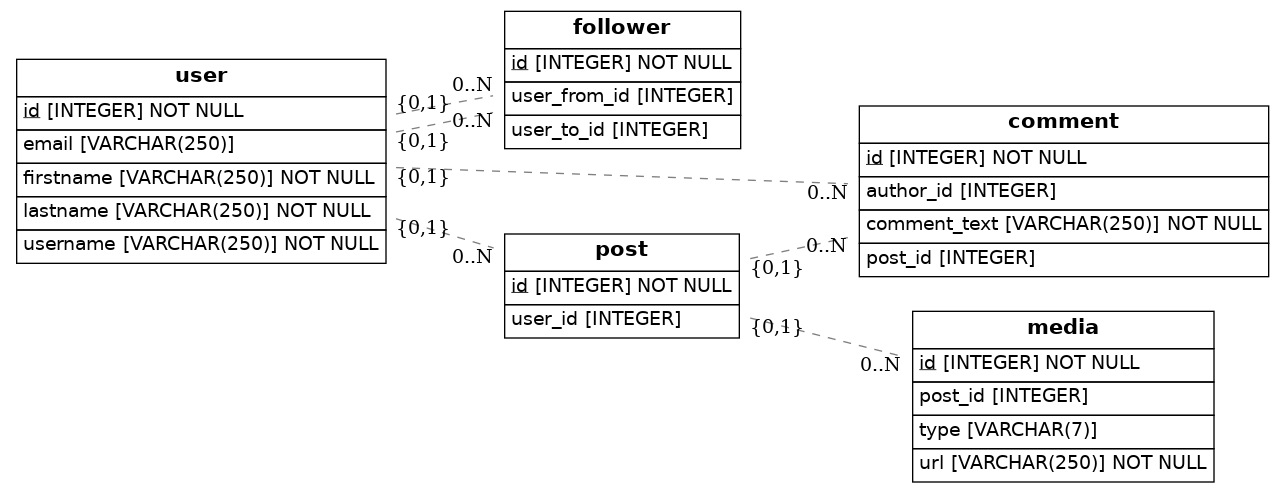 user
id [INTEGER] NOT NULL
email [VARCHAR(250)]
firstname [VARCHAR(250)] NOT NULL
lastname [VARCHAR(250)] NOT NULL
username [VARCHAR(250)] NOT NULL
follower
id [INTEGER] NOT NULL
user_from_id [INTEGER]
user_to_id [INTEGER]
0..N
{0,1}
0..N
{0,1}
{0,1}
0..N
{0,1}
0..N
post
id [INTEGER] NOT NULL
user_id [INTEGER]
comment
id [INTEGER] NOT NULL
author_id [INTEGER]
comment_text [VARCHAR(250)] NOT NULL
post_id [INTEGER]
0..N
{0,1}
{0,1}
0..N
media
id [INTEGER] NOT NULL
post_id [INTEGER]
type [VARCHAR(7)]
url [VARCHAR(250)] NOT NULL